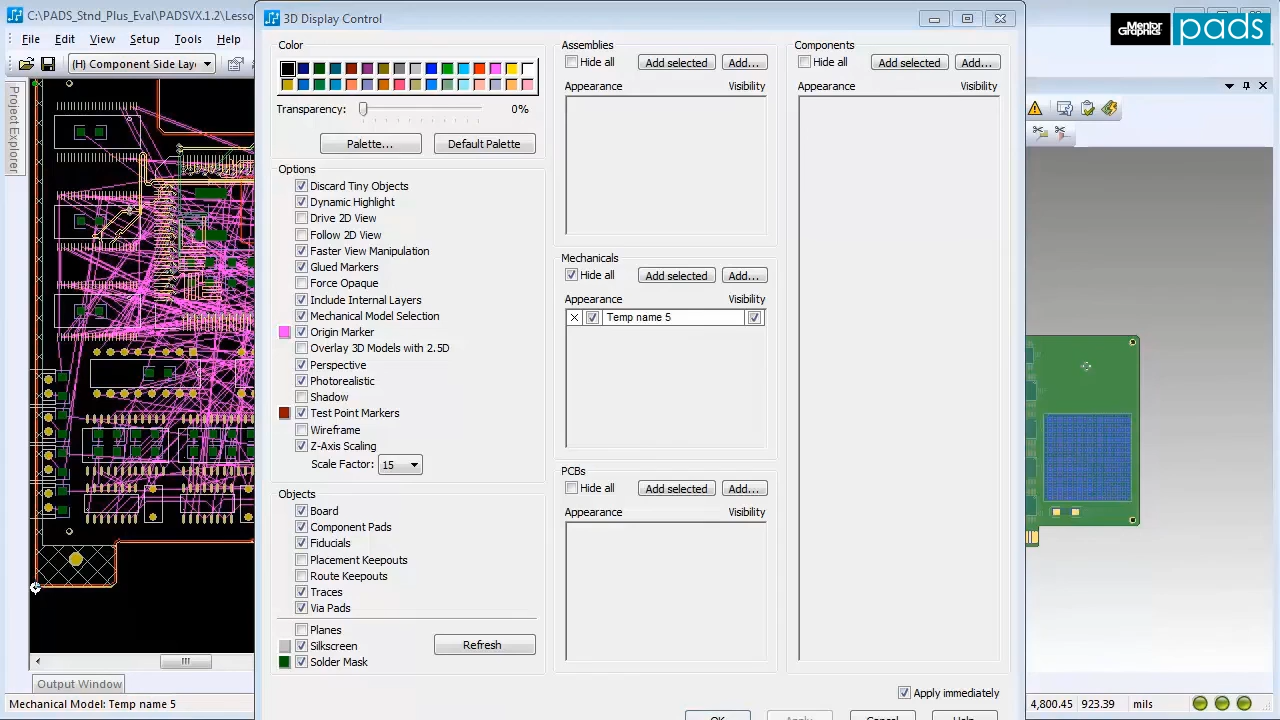 C:\PADS_Stnd_Plus_Eval\PADSVX.1.2\Lesso
File Edit View Setup Tools Help
(H) Component Side Lay
Project Explorer
Output Window
Mechanical Model: Temp name 5
3D Display Control
Color
Transparency: 0%
Palette... Default Palette
Options
Discard Tiny Objects
Dynamic Highlight
Drive 2D View
Follow 2D View
Faster View Manipulation
Glued Markers
Force Opaque
Include Internal Layers
Mechanical Model Selection
Origin Marker
Overlay 3D Models with 2.5D
Perspective
Photorealistic
Shadow
Test Point Markers
Wireframe
Z-Axis Scaling
Scale Factor: 15
Objects
Board
Component Pads
Fiducials
Placement Keepouts
Route Keepouts
Traces
Via Pads
Planes
Silkscreen
Solder Mask
Refresh
Assemblies
Hide all Add selected Add...
Appearance Visibility
Mechanicals
Hide all Add selected Add...
Appearance Visibility
Temp name 5
PCBs
Hide all Add selected Add...
Appearance Visibility
Components
Hide all Add selected Add...
Appearance Visibility
Apply immediately
OK Apply Cancel Help
Mentor Graphics
pads
4,800.45 923.39 mils